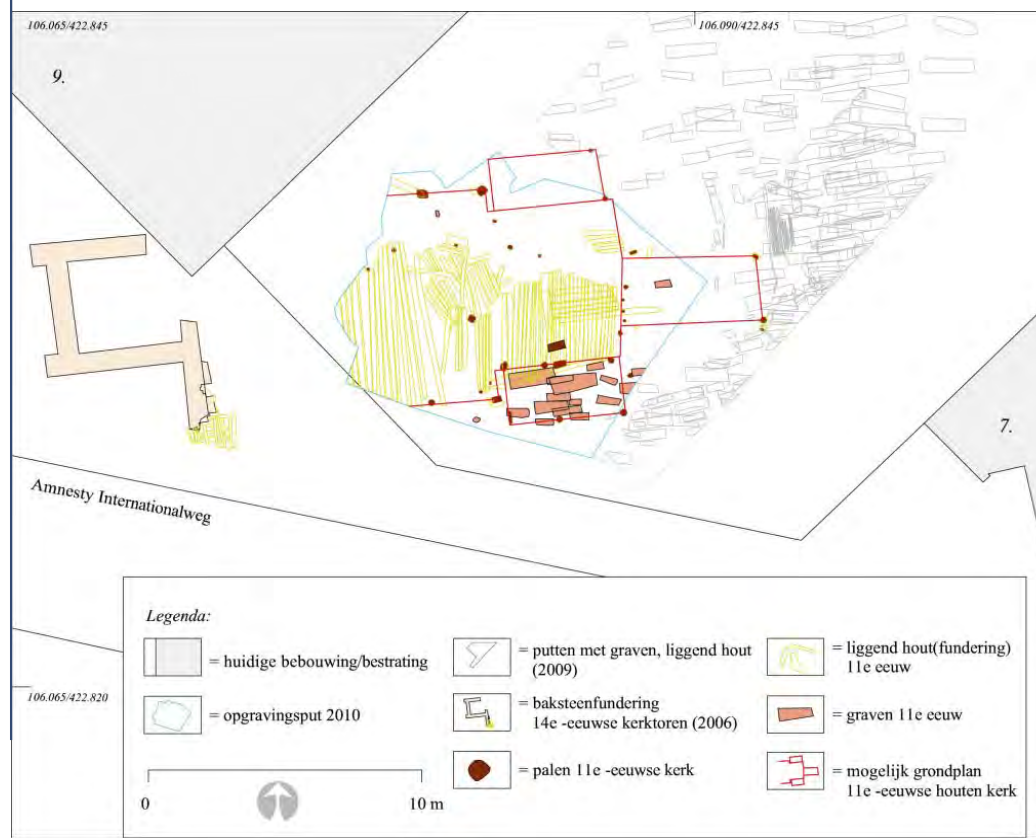 106.065/422.845
106.090/422.845
9.
7.
Amnesty Internationalweg
Legenda:
= huidige bebouwing/bestrating
= opgravingsput 2010
= putten met graven, liggend hout
(2009)
= baksteenfundering
14e -eeuwse kerktoren (2006)
= palen 11e -eeuwse kerk
= liggend hout(fundering)
11e eeuw
= graven 11e eeuw
= mogelijk grondplan
11e -eeuwse houten kerk
106.065/422.820
0
10 m